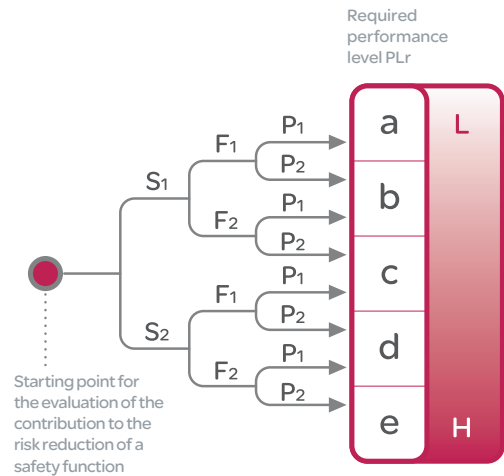 Required
performance
level PLr
a
L
P1
F1
P2
b
S1
P1
F2
P2
c
P1
F1
P2
S2
d
P1
F2
P2
e
H
Starting point for
the evaluation of the
contribution to the
risk reduction of a
safety function